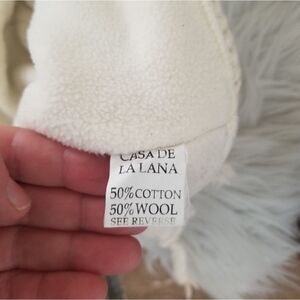 CASA DE
LA LANA
50% COTTON
50% WOOL
SEE REVERSE